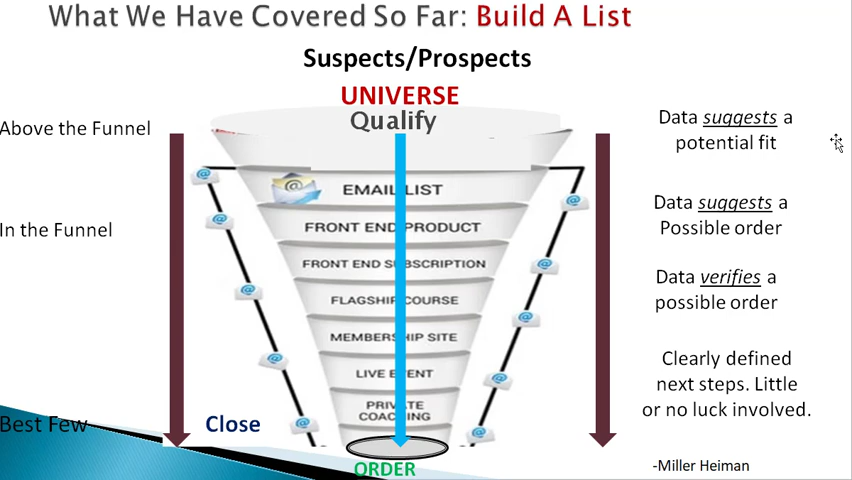 What We Have Covered So Far: Build A List
Suspects/Prospects
UNIVERSE
Qualify
Above the Funnel
Data suggests a
potential fit
EMAIL LIST
In the Funnel
FRONT END PRODUCT
Data suggests a
Possible order
FRONT END SUBSCRIPTION
Data verifies a
possible order
FLAGSHIP COURSE
MEMBERSHIP SITE
LIVE EVENT
Clearly defined
next steps. Little
or no luck involved.
PRIVATE
COACHING
Best Few
Close
ORDER
-Miller Heiman